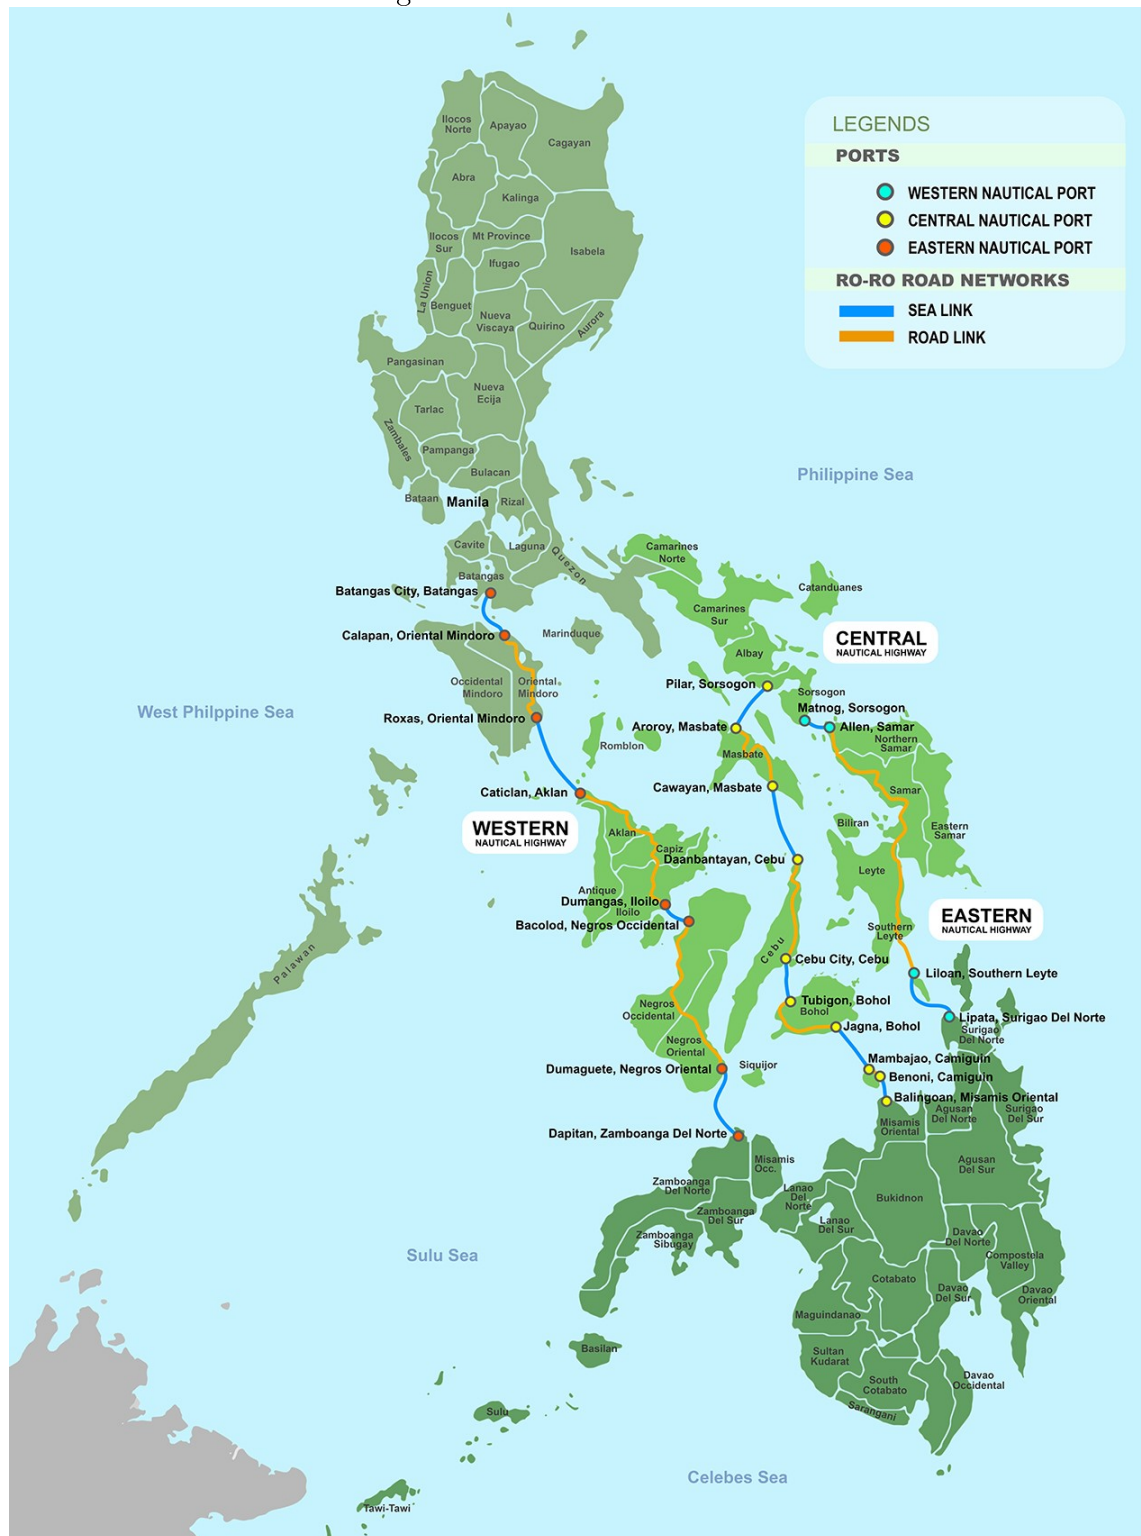 LEGENDS
PORTS
WESTERN NAUTICAL PORT
CENTRAL NAUTICAL PORT
EASTERN NAUTICAL PORT
RO-RO ROAD NETWORKS
SEA LINK
ROAD LINK
Ilocos
Norte
Apayao
Cagayan
Abra
Kalinga
Ilocos
Sur
Mt Province
Isabela
Ifugao
La Union
Benguet
Nueva
Viscaya
Quirino
Aurora
Pangasinan
Nueva
Ecija
Tarlac
Zambales
Pampanga
Bulacan
Bataan
Manila
Rizal
Philippine Sea
Cavite
Laguna
Quezon
Batangas
Batangas City, Batangas
Camarines
Norte
Catanduanes
Camarines
Sur
Calapan, Oriental Mindoro
Marinduque
CENTRAL
NAUTICAL HIGHWAY
Albay
Occidental
Mindoro
Oriental
Mindoro
Pilar, Sorsogon
Sorsogon
Matnog, Sorsogon
West Philppine Sea
Roxas, Oriental Mindoro
Aroroy, Masbate
Allen, Samar
Northern
Samar
Romblon
Masbate
Caticlan, Aklan
Cawayan, Masbate
Samar
WESTERN
NAUTICAL HIGHWAY
Aklan
Biliran
Eastern
Samar
Capiz
Daanbantayan, Cebu
Leyte
Antique
Dumangas, Iloilo
Iloilo
Bacolod, Negros Occidental
EASTERN
NAUTICAL HIGHWAY
Southern
Leyte
Palawan
Cebu
Cebu City, Cebu
Liloan, Southern Leyte
Negros
Occidental
Tubigon, Bohol
Bohol
Jagna, Bohol
Lipata, Surigao Del Norte
Surigao
Del Norte
Negros
Oriental
Dumaguete, Negros Oriental
Siquijor
Mambajao, Camiguin
Benoni, Camiguin
Balingoan, Misamis Oriental
Agusan
Del Norte
Surigao
Del Sur
Misamis
Oriental
Dapitan, Zamboanga Del Norte
Misamis
Occ.
Agusan
Del Sur
Zamboanga
Del Norte
Lanao
Del
Norte
Bukidnon
Zamboanga
Del Sur
Lanao
Del Sur
Zamboanga
Sibugay
Davao
Del Norte
Compostela
Valley
Sulu Sea
Cotabato
Davao
Del Sur
Davao
Oriental
Maguindanao
Basilan
Sultan
Kudarat
South
Cotabato
Davao
Occidental
Sarangani
Sulu
Celebes Sea
Tawi-Tawi